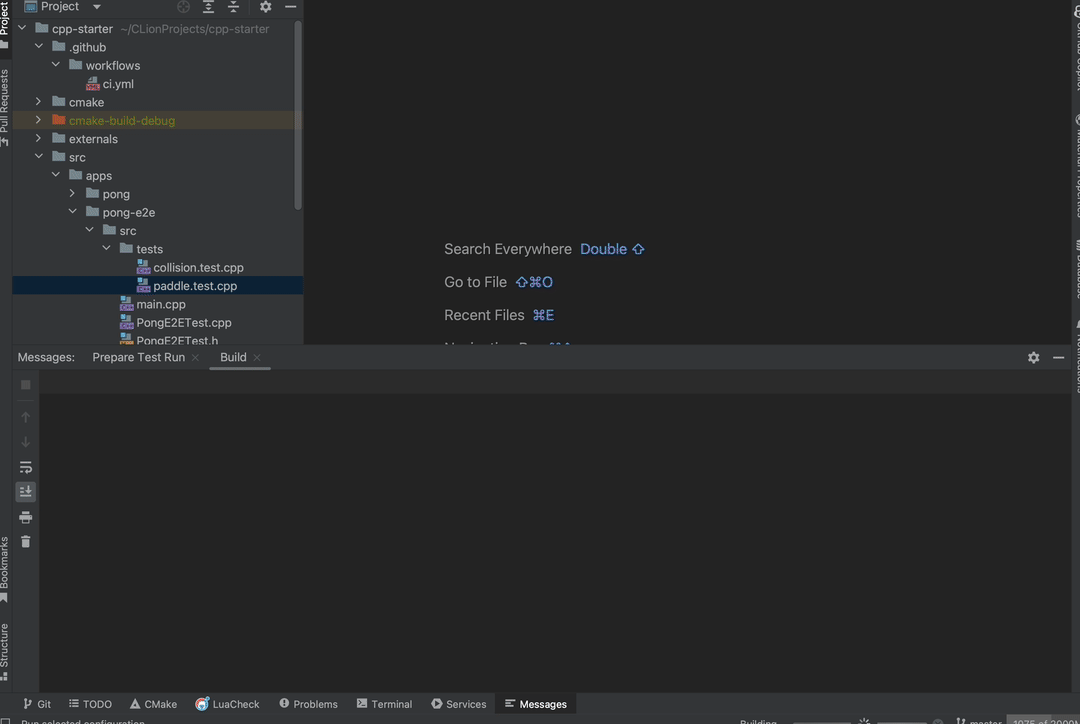 Project
cpp-starter ~/CLionProjects/cpp-starter
.github
workflows
ci.yml
cmake
cmake-build-debug
externals
src
apps
pong
pong-e2e
src
tests
collision.test.cpp
paddle.test.cpp
main.cpp
PongE2ETest.cpp
PongE2ETest.h
Project
Pull Requests
Bookmarks
Structure
Search Everywhere Double ⇧
Go to File ⇧⌘O
Recent Files ⌘E
Messages: Prepare Test Run Build
Git TODO CMake LuaCheck Problems Terminal Services Messages
Run selected configuration
Building
master